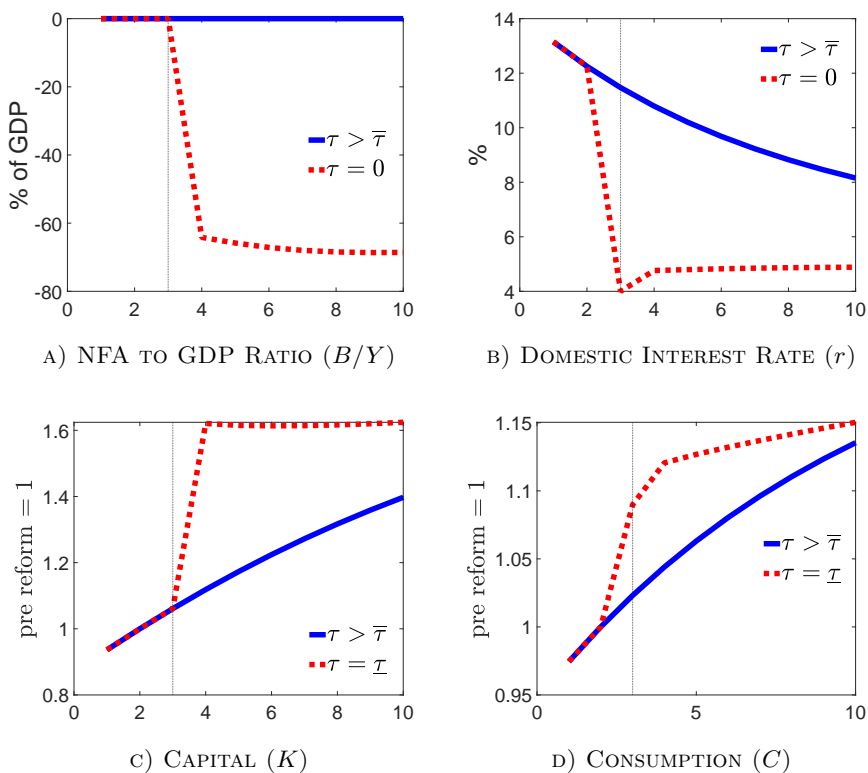 0
-20
-40
-60
-80
% of GDP
τ > τ̅
τ = 0
0 2 4 6 8 10
A) NFA TO GDP RATIO (B/Y)
14
12
10
8
6
4
%
τ > τ̅
τ = 0
0 2 4 6 8 10
B) DOMESTIC INTEREST RATE (r)
1.6
1.4
1.2
1
0.8
pre reform = 1
τ > τ̅
τ = τ̲
0 2 4 6 8 10
C) CAPITAL (K)
1.15
1.1
1.05
1
0.95
pre reform = 1
τ > τ̅
τ = τ̲
0 5 10
D) CONSUMPTION (C)